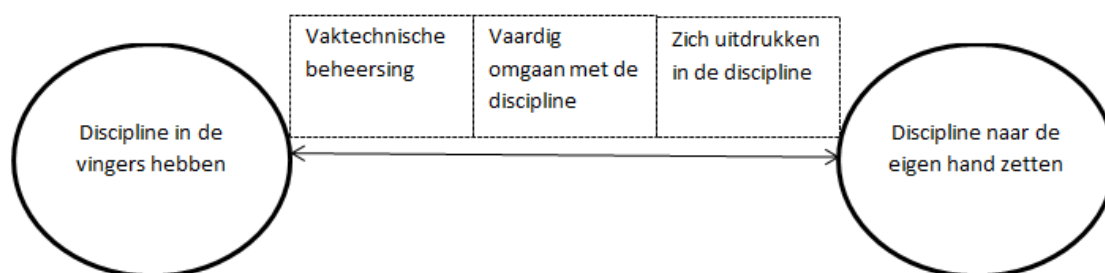 Discipline in de
vingers hebben
Vaktechnische
beheersing
Vaardig
omgaan met de
discipline
Zich uitdrukken
in de discipline
Discipline naar de
eigen hand zetten